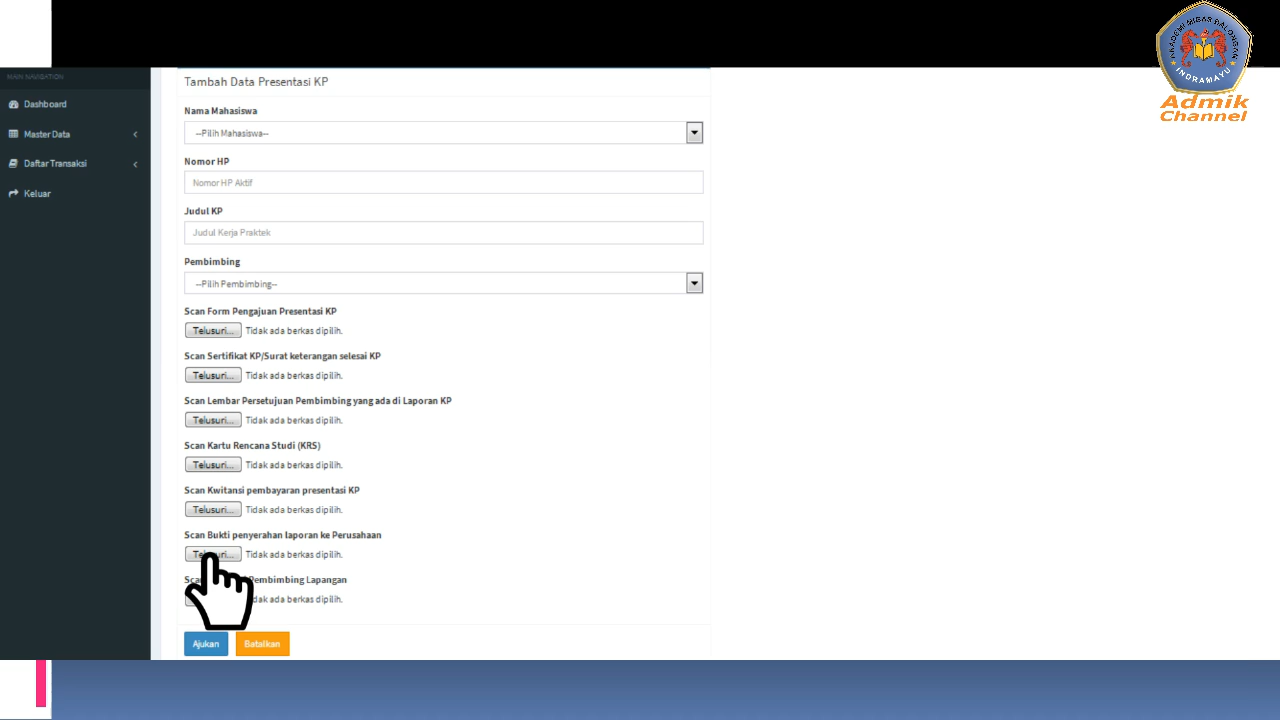 AKADEMI MIGAS BALONGAN
INDRAMAYU
Admik
Channel
MAIN NAVIGATION
Dashboard
Master Data
Daftar Transaksi
Keluar
Tambah Data Presentasi KP
Nama Mahasiswa
--Pilih Mahasiswa--
Nomor HP
Nomor HP Aktif
Judul KP
Judul Kerja Praktek
Pembimbing
--Pilih Pembimbing--
Scan Form Pengajuan Presentasi KP
Telusuri... Tidak ada berkas dipilih.
Scan Sertifikat KP/Surat keterangan selesai KP
Telusuri... Tidak ada berkas dipilih.
Scan Lembar Persetujuan Pembimbing yang ada di Laporan KP
Telusuri... Tidak ada berkas dipilih.
Scan Kartu Rencana Studi (KRS)
Telusuri... Tidak ada berkas dipilih.
Scan Kwitansi pembayaran presentasi KP
Telusuri... Tidak ada berkas dipilih.
Scan Bukti penyerahan laporan ke Perusahaan
Telusuri... Tidak ada berkas dipilih.
Pembimbing Lapangan
ada berkas dipilih.
Ajukan Batalkan